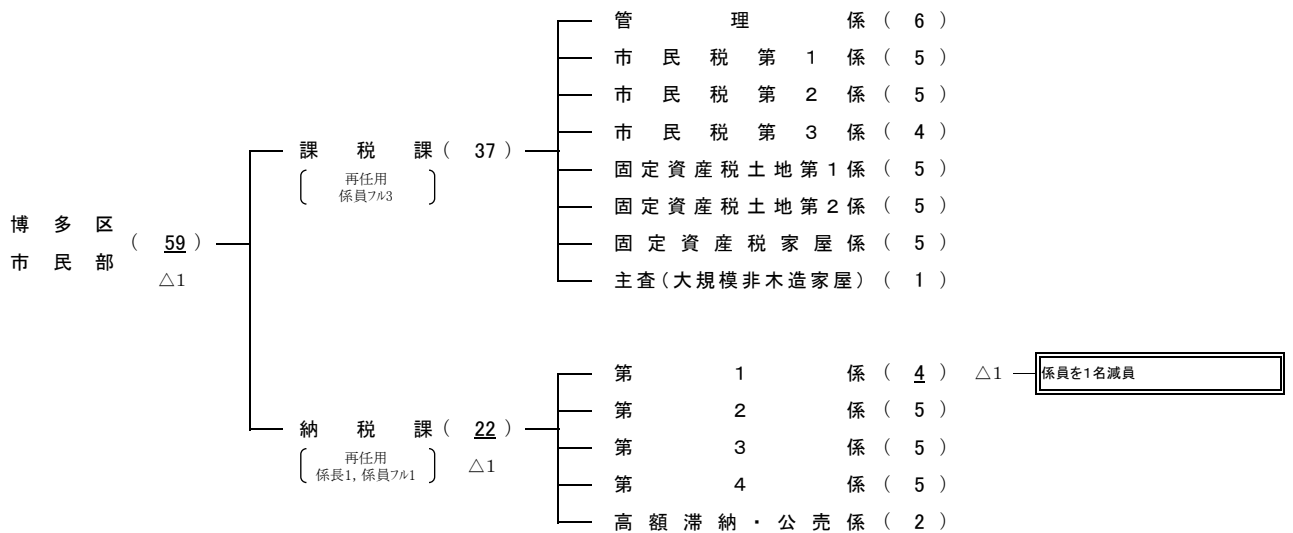 管理係（6）
市民税第1係（5）
市民税第2係（5）
市民税第3係（4）
課税課（37）
再任用
係員フル3
固定資産税土地第1係（5）
固定資産税土地第2係（5）
固定資産税家屋係（5）
主査（大規模非木造家屋）（1）
博多区
市民部
（59）
△1
第1係（4）△1
係員を1名減員
第2係（5）
納税課（22）
再任用
係長1，係員フル1
△1
第3係（5）
第4係（5）
高額滞納・公売係（2）